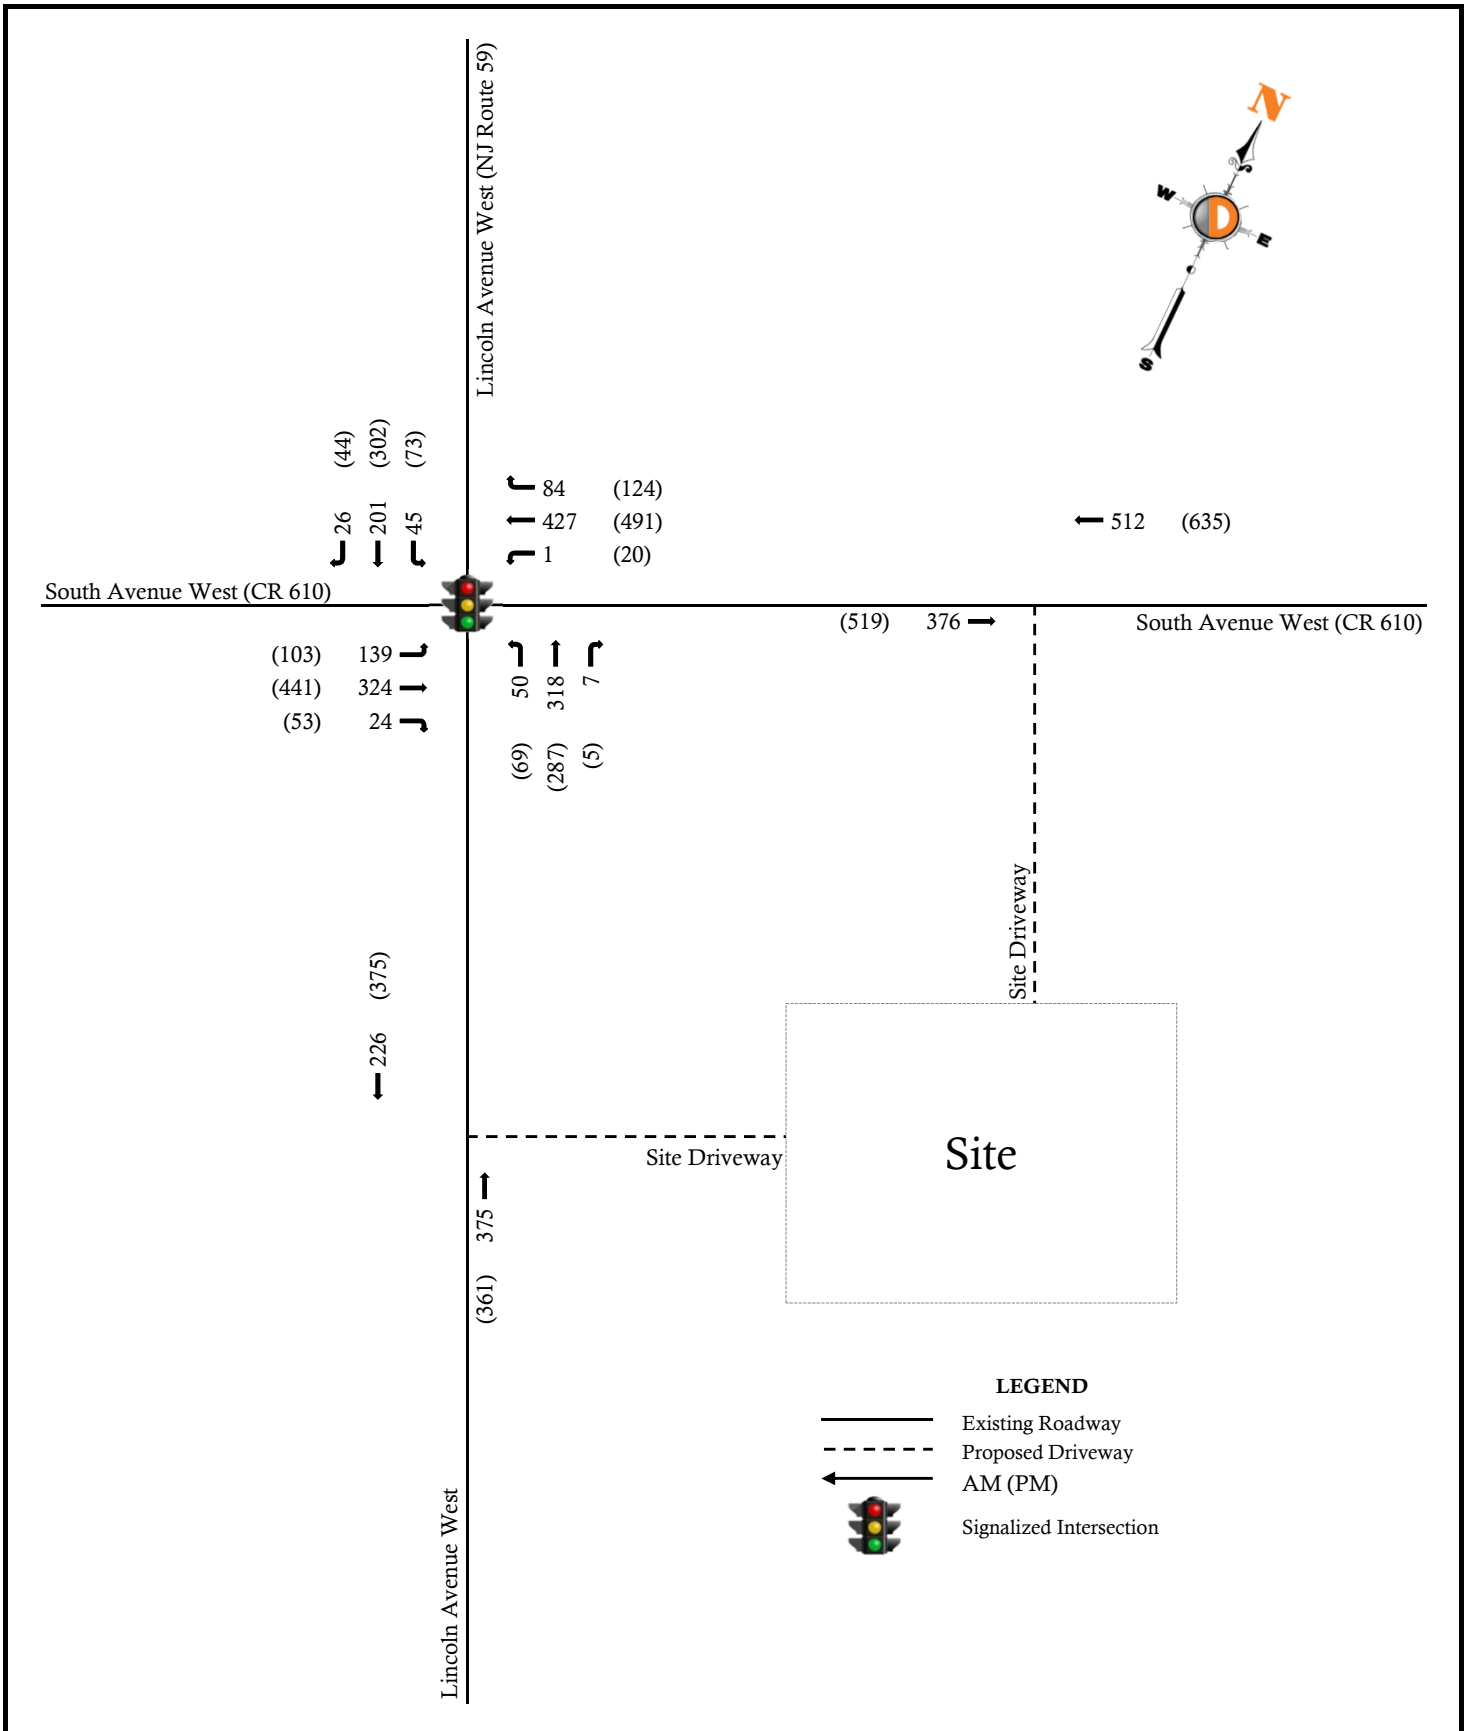 Lincoln Avenue West (NJ Route 59)
N
W
E
S
D
(44) (302) (73)
26 201 45
84 (124)
427 (491)
1 (20)
512 (635)
South Avenue West (CR 610)
(519) 376
South Avenue West (CR 610)
(103) 139
(441) 324
(53) 24
50 318 7
(69) (287) (5)
Site Driveway
(375)
226
Site Driveway
Site
375
(361)
LEGEND
Existing Roadway
Proposed Driveway
AM (PM)
Signalized Intersection
Lincoln Avenue West